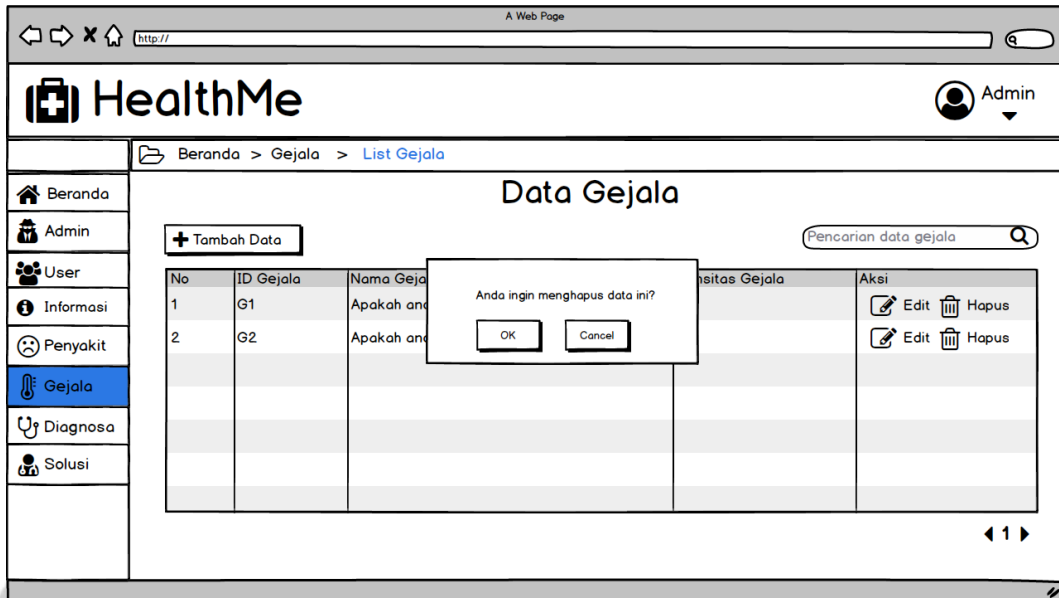 A Web Page
http://
HealthMe
Admin
Beranda > Gejala > List Gejala
Beranda
Admin
User
Informasi
Penyakit
Gejala
Diagnosa
Solusi
Data Gejala
Tambah Data
Pencarian data gejala
No ID Gejala Nama Geja nsitas Gejala Aksi
1 G1 Apakah and Edit Hapus
2 G2 Apakah and Edit Hapus
Anda ingin menghapus data ini?
OK Cancel
1